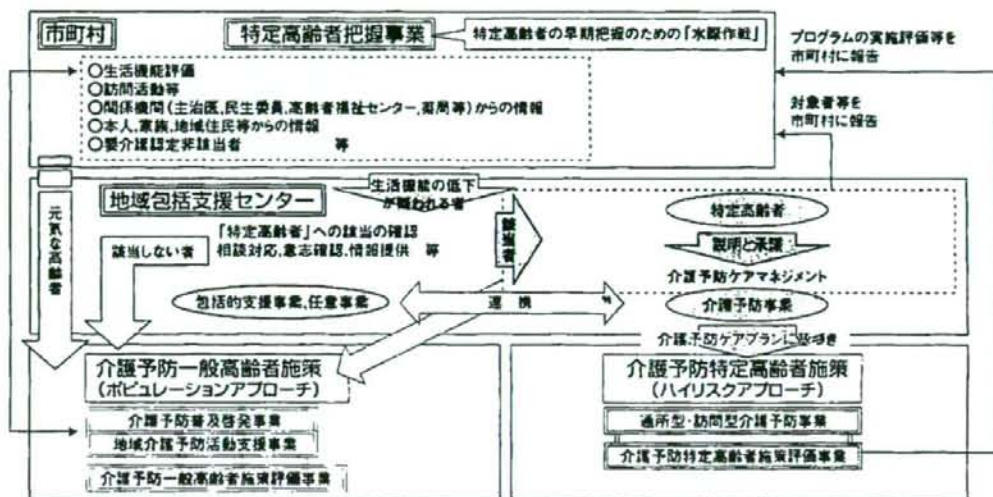 市町村
特定高齢者把握事業
特定高齢者の早期把握のための「水際作戦」
プログラムの実施評価等を
市町村に報告
○生活機能評価
○訪問活動等
○関係機関(主治医,民生委員,高齢者福祉センター,薬局等)からの情報
○本人,家族,地域住民等からの情報
○要介護認定非該当者 等
対象者等を
市町村に報告
元気な高齢者
地域包括支援センター
生活機能の低下
が疑われる者
「特定高齢者」への該当の確認
相談対応,意志確認,情報提供 等
該当しない者
該当者
特定高齢者
説明と承諾
介護予防ケアマネジメント
包括的支援事業,任意事業
連携
介護予防事業
介護予防ケアプランに基づき
介護予防一般高齢者施策
(ポピュレーションアプローチ)
介護予防普及啓発事業
地域介護予防活動支援事業
介護予防一般高齢者施策評価事業
介護予防特定高齢者施策
(ハイリスクアプローチ)
通所型・訪問型介護予防事業
介護予防特定高齢者施策評価事業